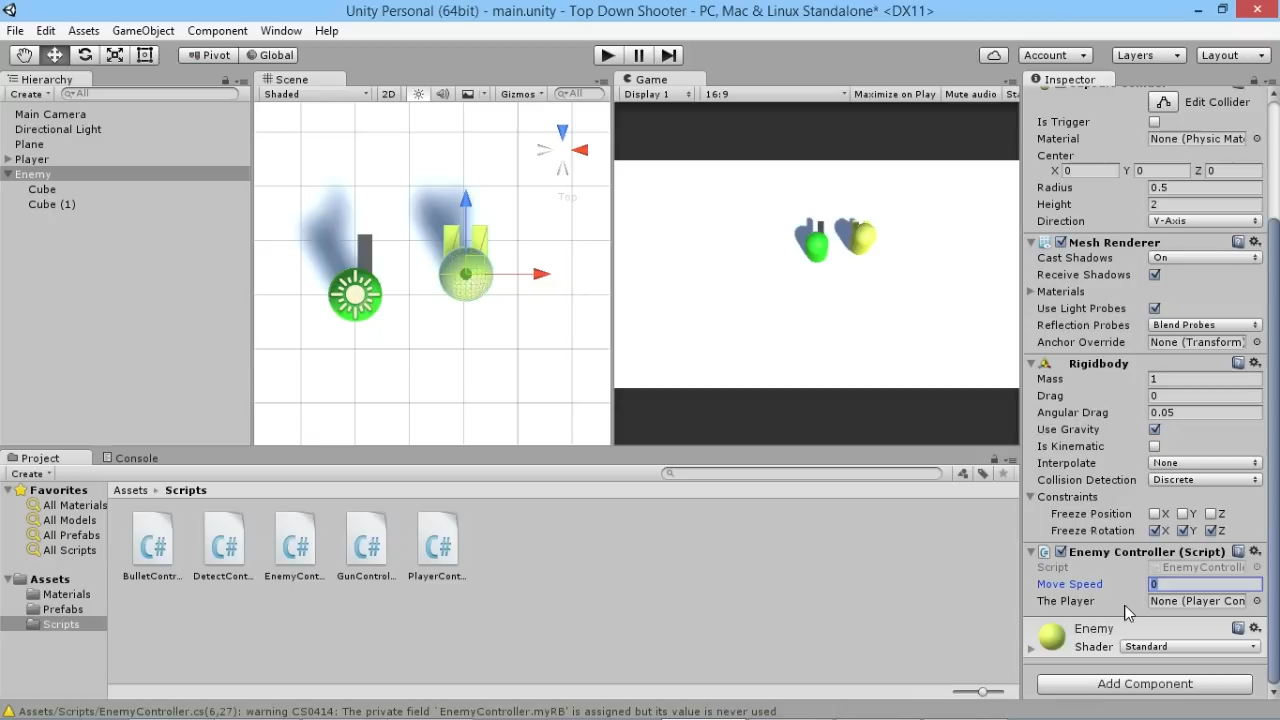 Unity Personal (64bit) - main.unity - Top Down Shooter - PC, Mac & Linux Standalone* <DX11>
File Edit Assets GameObject Component Window Help
Pivot Global Account Layers Layout
Hierarchy
Create All
Main Camera
Directional Light
Plane
Player
Enemy
Cube
Cube (1)
Scene
Shaded 2D Gizmos All
Top
Game
Display 1 16:9 Maximize on Play Mute audio Sta
Inspector
Edit Collider
Is Trigger
Material None (Physic Mat
Center
X 0 Y 0 Z 0
Radius 0.5
Height 2
Direction Y-Axis
Mesh Renderer
Cast Shadows On
Receive Shadows
Materials
Use Light Probes
Reflection Probes Blend Probes
Anchor Override None (Transform)
Rigidbody
Mass 1
Drag 0
Angular Drag 0.05
Use Gravity
Is Kinematic
Interpolate None
Collision Detection Discrete
Constraints
Freeze Position X Y Z
Freeze Rotation X Y Z
Enemy Controller (Script)
Script EnemyControlle
Move Speed 0
The Player None (Player Con
Enemy
Shader Standard
Add Component
Project Console
Create
Favorites
All Materials
All Models
All Prefabs
All Scripts
Assets
Materials
Prefabs
Scripts
Assets Scripts
BulletContr... DetectCont... EnemyCont... GunControl... PlayerCont...
Assets/Scripts/EnemyController.cs(6,27): warning CS0414: The private field `EnemyController.myRB` is assigned but its value is never used